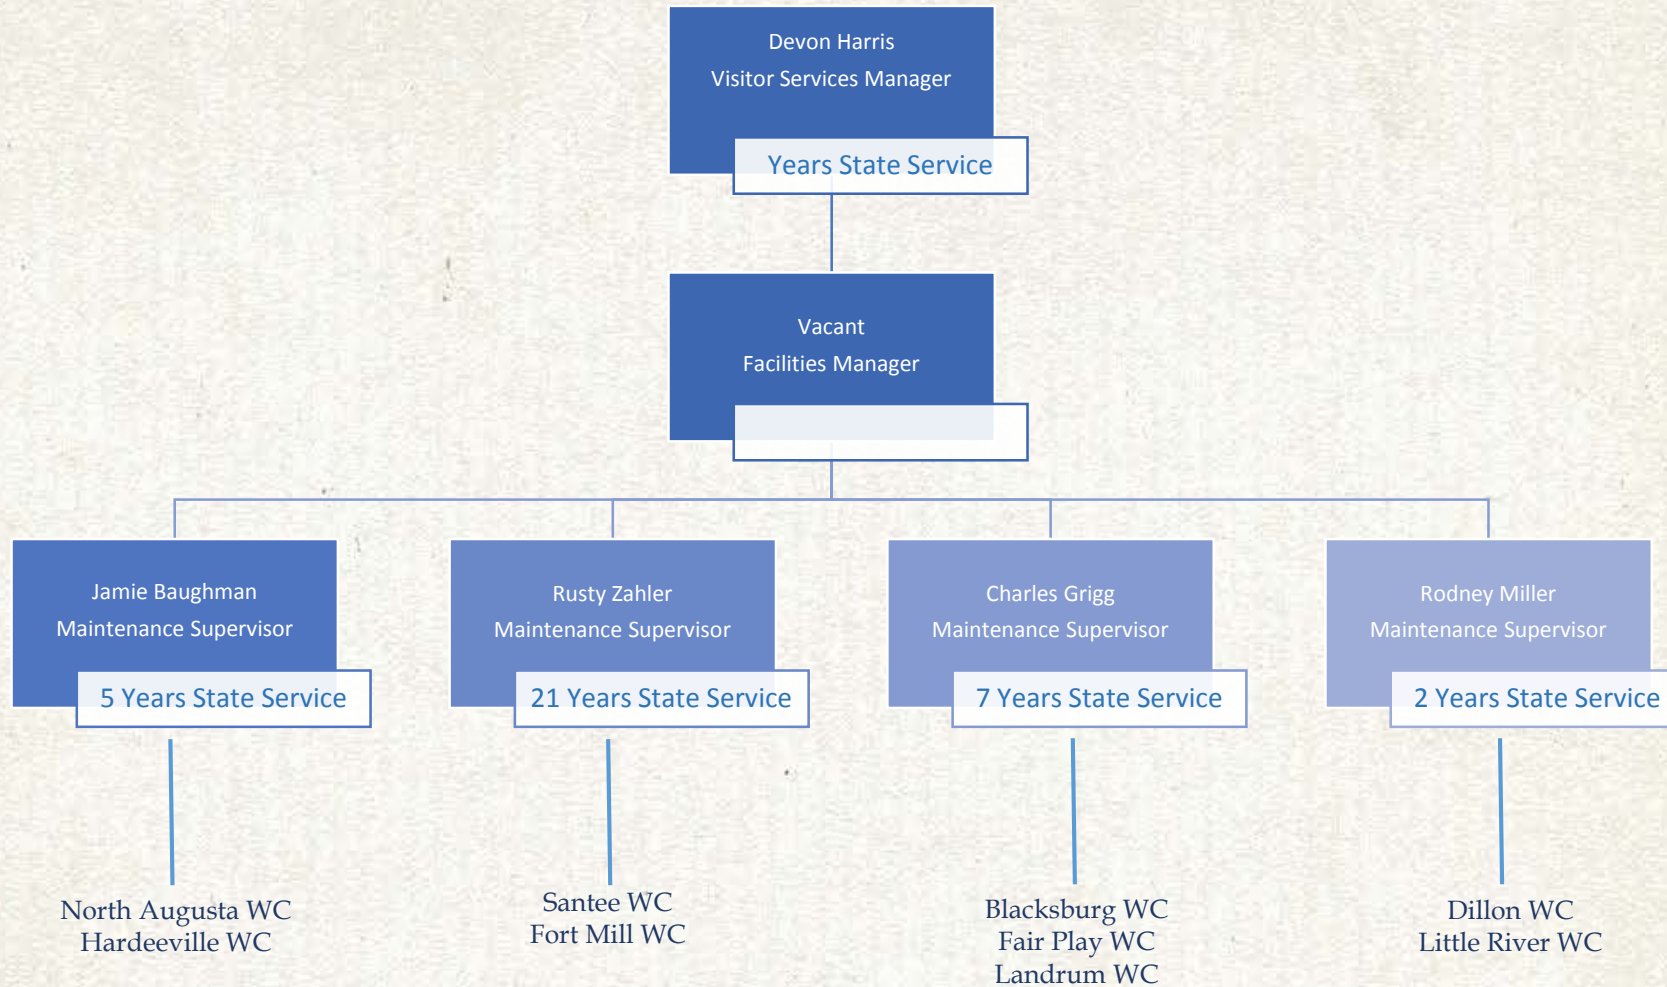 Devon Harris
Visitor Services Manager
Years State Service
Vacant
Facilities Manager
Jamie Baughman
Maintenance Supervisor
5 Years State Service
Rusty Zahler
Maintenance Supervisor
21 Years State Service
Charles Grigg
Maintenance Supervisor
7 Years State Service
Rodney Miller
Maintenance Supervisor
2 Years State Service
North Augusta WC
Hardeeville WC
Santee WC
Fort Mill WC
Blacksburg WC
Fair Play WC
Landrum WC
Dillon WC
Little River WC